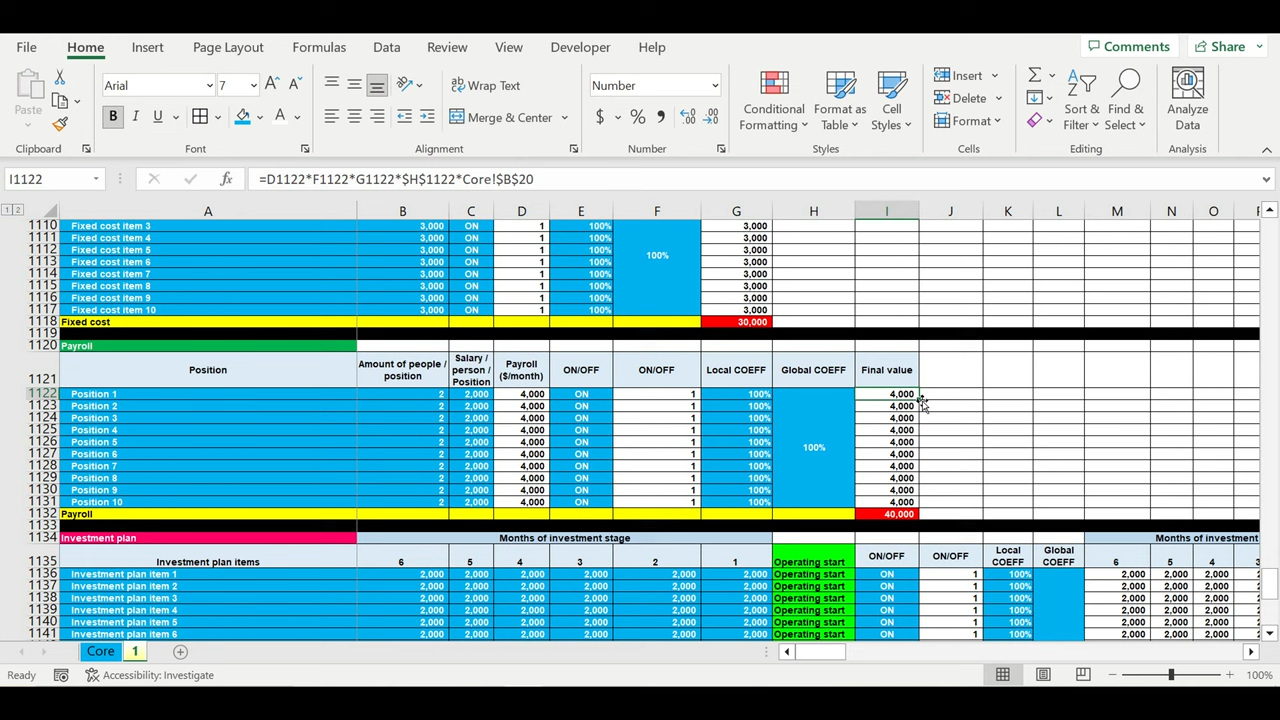 File Home Insert Page Layout Formulas Data Review View Developer Help Comments Share
Arial 7 Wrap Text Number Insert
Paste B I U Merge & Center $ % Conditional Formatting Format as Table Cell Styles Delete Format Sort & Filter Find & Select Analyze Data
Clipboard Font Alignment Number Styles Cells Editing Analysis
I1122 fx =D1122*F1122*G1122*$H$1122*Core!$B$20
1 2 A B C D E F G H I J K L M N O
1110 Fixed cost item 3 3,000 ON 1 100% 3,000
1111 Fixed cost item 4 3,000 ON 1 100% 3,000
1112 Fixed cost item 5 3,000 ON 1 100% 100% 3,000
1113 Fixed cost item 6 3,000 ON 1 100% 3,000
1114 Fixed cost item 7 3,000 ON 1 100% 3,000
1115 Fixed cost item 8 3,000 ON 1 100% 3,000
1116 Fixed cost item 9 3,000 ON 1 100% 3,000
1117 Fixed cost item 10 3,000 ON 1 100% 3,000
1118 Fixed cost 30,000
1119
1120 Payroll
1121 Position Amount of people / position Salary / person / Position Payroll ($/month) ON/OFF ON/OFF Local COEFF Global COEFF Final value
1122 Position 1 2 2,000 4,000 ON 1 100% 4,000
1123 Position 2 2 2,000 4,000 ON 1 100% 4,000
1124 Position 3 2 2,000 4,000 ON 1 100% 4,000
1125 Position 4 2 2,000 4,000 ON 1 100% 4,000
1126 Position 5 2 2,000 4,000 ON 1 100% 100% 4,000
1127 Position 6 2 2,000 4,000 ON 1 100% 4,000
1128 Position 7 2 2,000 4,000 ON 1 100% 4,000
1129 Position 8 2 2,000 4,000 ON 1 100% 4,000
1130 Position 9 2 2,000 4,000 ON 1 100% 4,000
1131 Position 10 2 2,000 4,000 ON 1 100% 4,000
1132 Payroll 40,000
1133
1134 Investment plan Months of investment stage Months of investment
1135 Investment plan items 6 5 4 3 2 1 Operating start ON/OFF ON/OFF Local COEFF Global COEFF 6 5 4
1136 Investment plan item 1 2,000 2,000 2,000 2,000 2,000 2,000 Operating start ON 1 100% 2,000 2,000 2,000
1137 Investment plan item 2 2,000 2,000 2,000 2,000 2,000 2,000 Operating start ON 1 100% 2,000 2,000 2,000
1138 Investment plan item 3 2,000 2,000 2,000 2,000 2,000 2,000 Operating start ON 1 100% 2,000 2,000 2,000
1139 Investment plan item 4 2,000 2,000 2,000 2,000 2,000 2,000 Operating start ON 1 100% 2,000 2,000 2,000
1140 Investment plan item 5 2,000 2,000 2,000 2,000 2,000 2,000 Operating start ON 1 100% 2,000 2,000 2,000
1141 Investment plan item 6 2,000 2,000 2,000 2,000 2,000 2,000 Operating start ON 1 100% 2,000 2,000 2,000
Core 1
Ready Accessibility: Investigate 100%